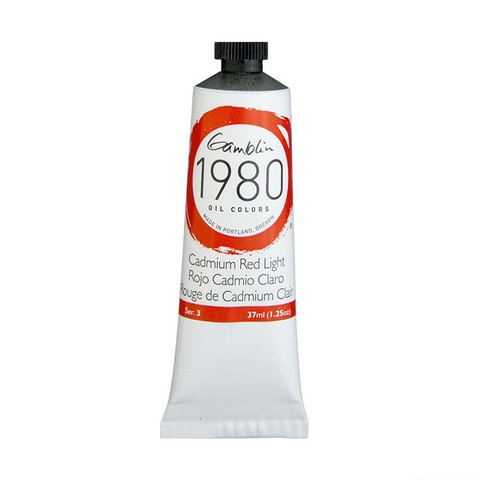 Gamblin
1980
OIL COLORS
MADE IN PORTLAND, OREGON
Cadmium Red Light
Rojo Cadmio Claro
Rouge de Cadmium Clair
Ser. 3 37ml (1.25oz)